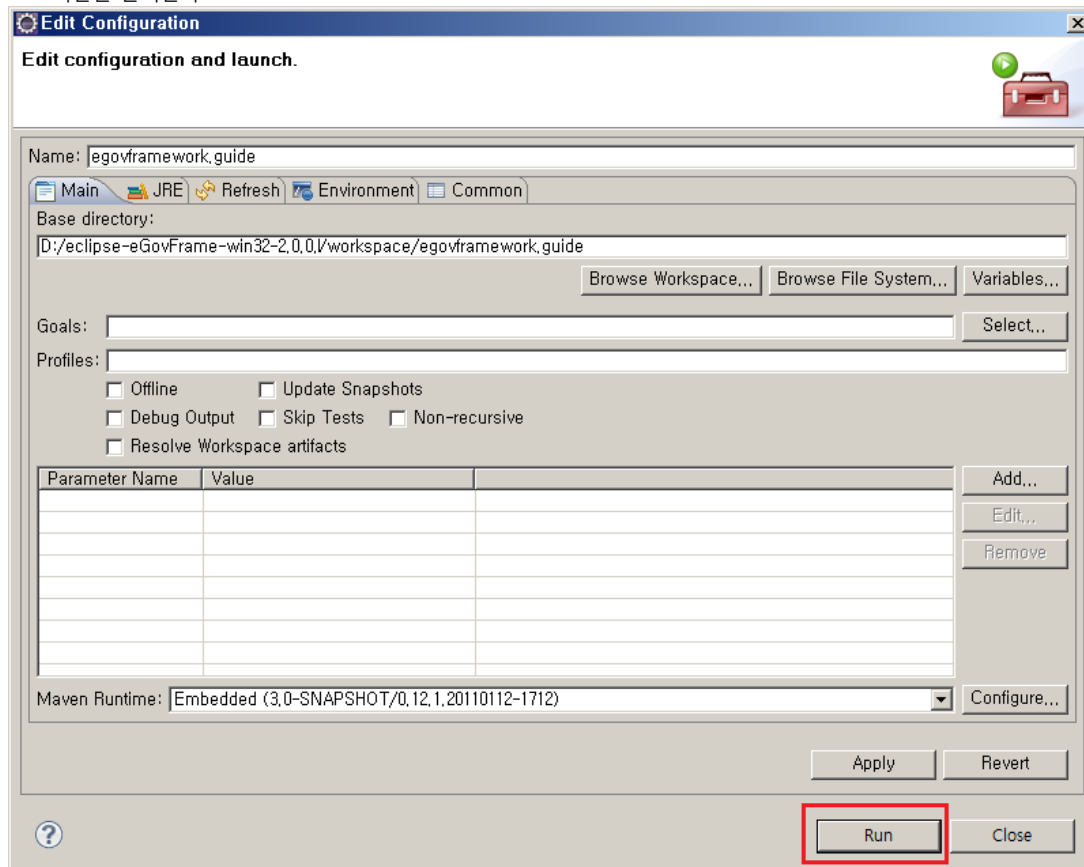 Edit Configuration
Edit configuration and launch.
Name: egovframework.guide
Main JRE Refresh Environment Common
Base directory:
D:/eclipse-eGovFrame-win32-2.0.0.I/workspace/egovframework.guide
Browse Workspace... Browse File System... Variables...
Goals: Select...
Profiles:
Offline Update Snapshots
Debug Output Skip Tests Non-recursive
Resolve Workspace artifacts
Parameter Name Value Add...
Edit...
Remove
Maven Runtime: Embedded (3.0-SNAPSHOT/0.12.1.20110112-1712) Configure...
Apply Revert
Run Close